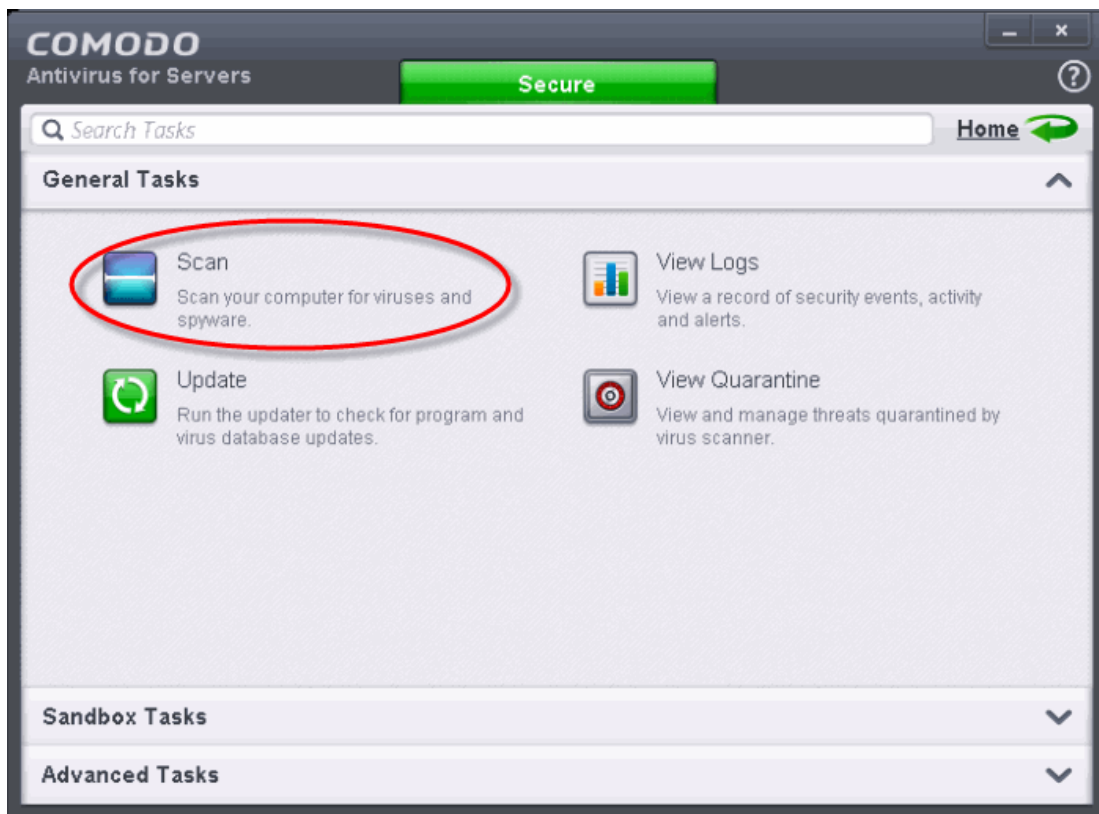 COMODO
Antivirus for Servers
Secure
Search Tasks
Home
General Tasks
Scan
Scan your computer for viruses and
spyware.
View Logs
View a record of security events, activity
and alerts.
Update
Run the updater to check for program and
virus database updates.
View Quarantine
View and manage threats quarantined by
virus scanner.
Sandbox Tasks
Advanced Tasks